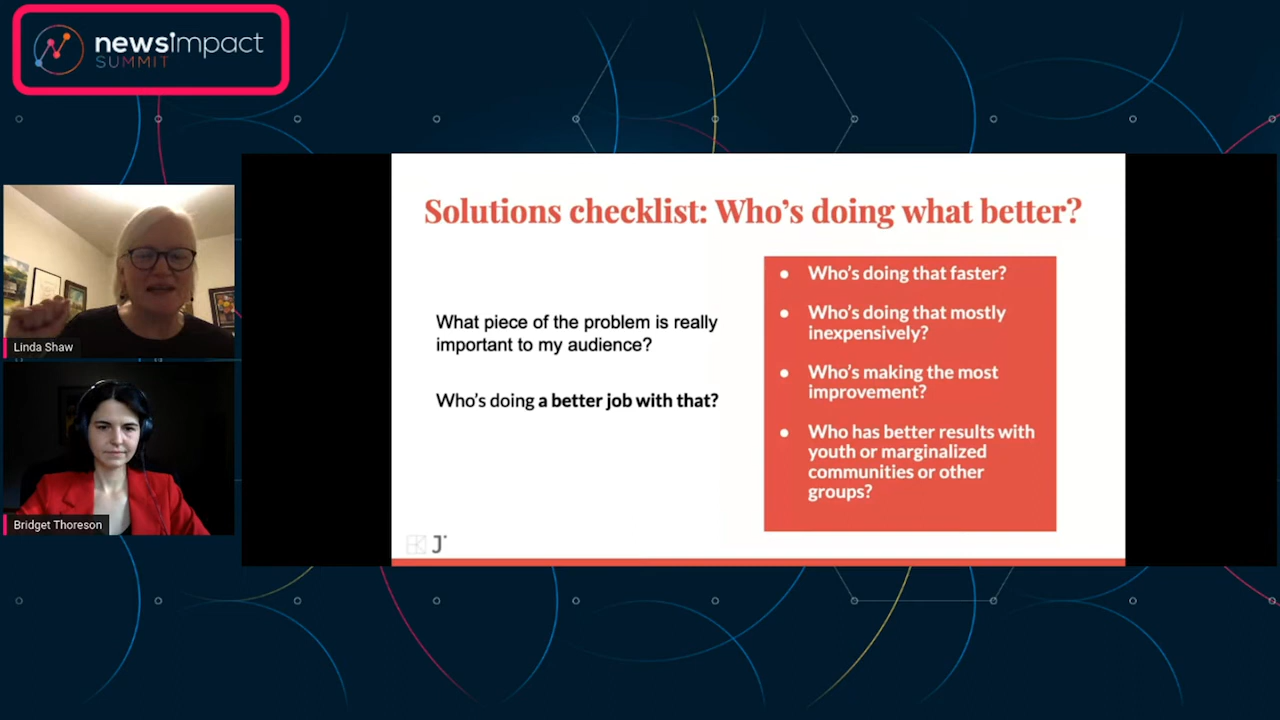 newsimpact
SUMMIT
Linda Shaw
Bridget Thoreson
Solutions checklist: Who's doing what better?
What piece of the problem is really
important to my audience?
Who's doing a better job with that?
● Who's doing that faster?
● Who's doing that mostly
inexpensively?
● Who's making the most
improvement?
● Who has better results with
youth or marginalized
communities or other
groups?
J